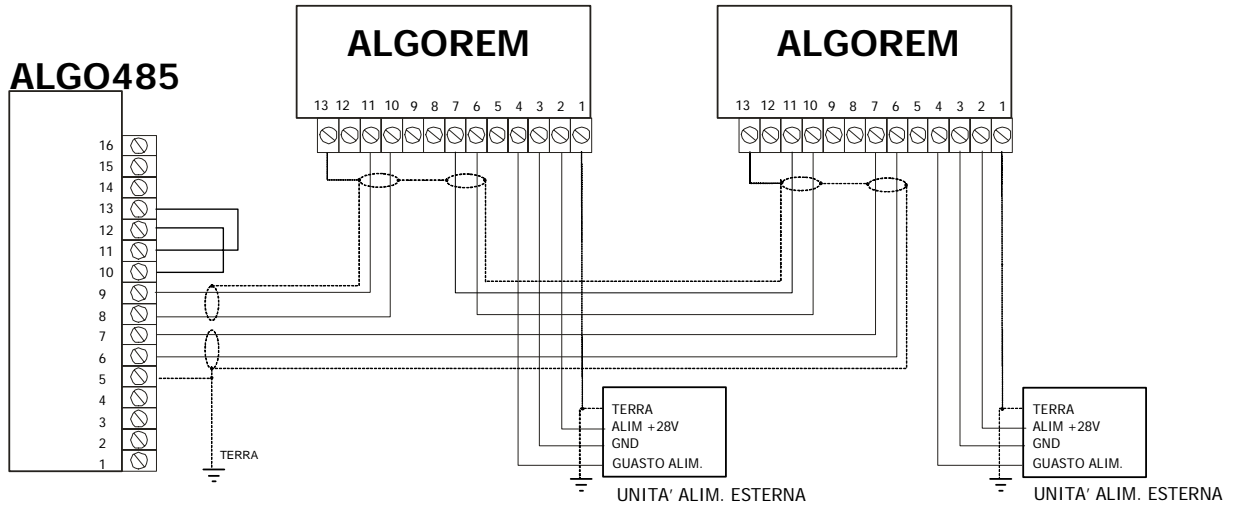 ALGO485
16
15
14
13
12
11
10
9
8
7
6
5
4
3
2
1
TERRA
ALGOREM
13 12 11 10 9 8 7 6 5 4 3 2 1
ALGOREM
13 12 11 10 9 8 7 6 5 4 3 2 1
TERRA
ALIM +28V
GND
GUASTO ALIM.
UNITA’ ALIM. ESTERNA
TERRA
ALIM +28V
GND
GUASTO ALIM.
UNITA’ ALIM. ESTERNA